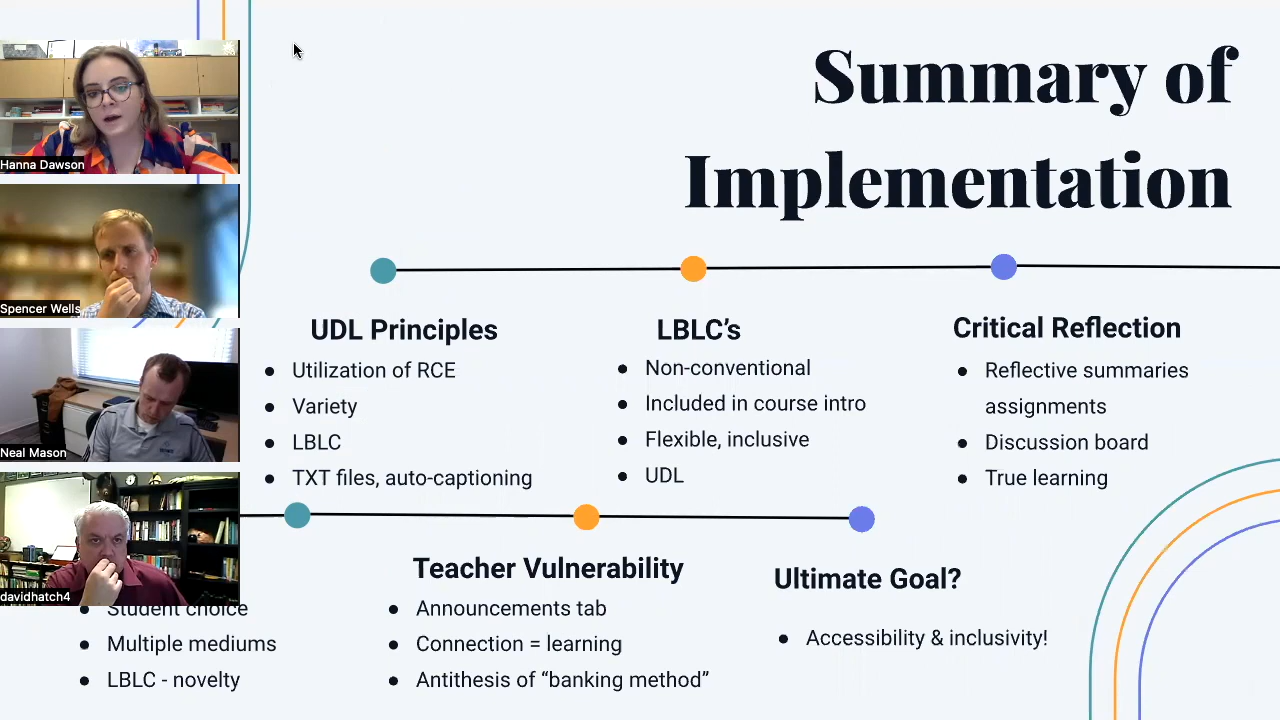 Summary of
Implementation
Hanna Dawson
Spencer Wells
Neal Mason
davidhatch4
UDL Principles
• Utilization of RCE
• Variety
• LBLC
• TXT files, auto-captioning
LBLC’s
• Non-conventional
• Included in course intro
• Flexible, inclusive
• UDL
Critical Reflection
• Reflective summaries
assignments
• Discussion board
• True learning
• Student choice
• Multiple mediums
• LBLC - novelty
Teacher Vulnerability
• Announcements tab
• Connection = learning
• Antithesis of “banking method”
Ultimate Goal?
• Accessibility & inclusivity!